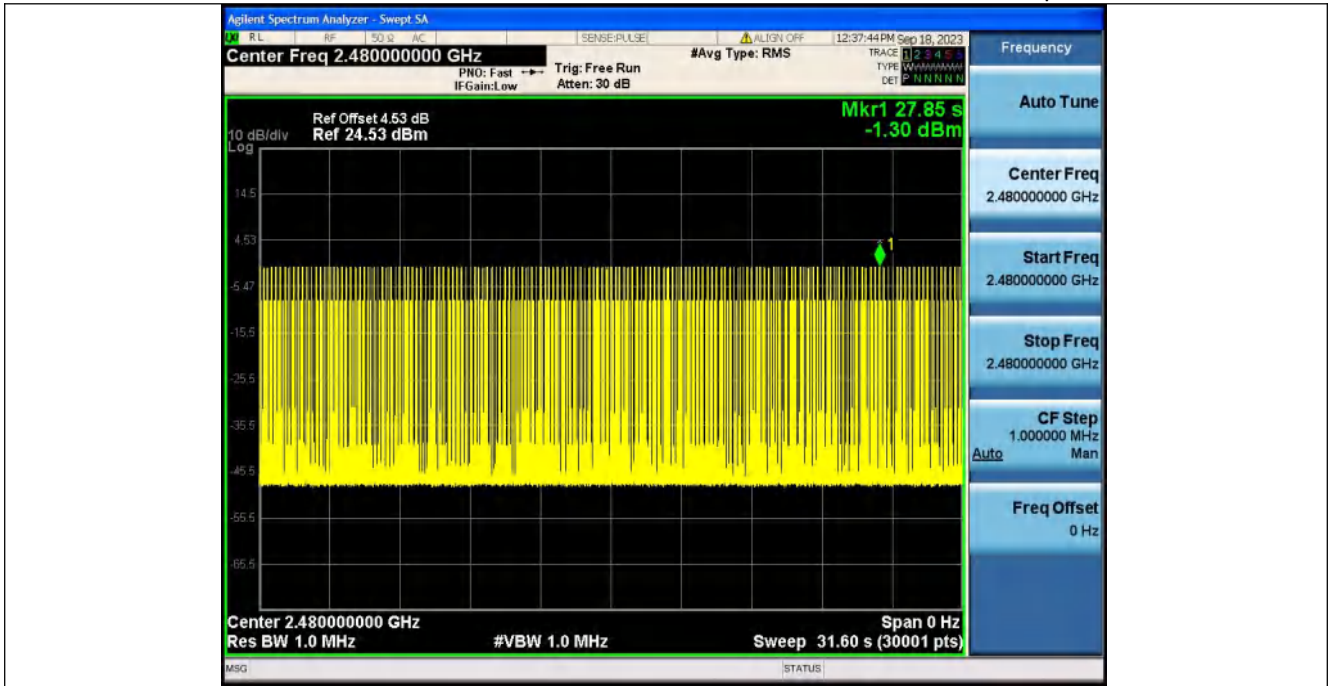 Agilent Spectrum Analyzer - Swept SA
RL RF 50 Ω AC SENSE:PULSE ALIGN OFF 12:37:44 PM Sep 18, 2023
Center Freq 2.480000000 GHz #Avg Type: RMS TRACE 1 2 3 4 5 6
PNO: Fast Trig: Free Run TYPE
IFGain:Low Atten: 30 dB DET P N N N N N
Mkr1 27.85 s
Ref Offset 4.53 dB
10 dB/div Ref 24.53 dBm -1.30 dBm
Log
14.5
4.53
1
-5.47
-15.5
-25.5
-35.5
-45.5
-55.5
-65.5
Center 2.480000000 GHz Span 0 Hz
Res BW 1.0 MHz #VBW 1.0 MHz Sweep 31.60 s (30001 pts)
MSG STATUS
Frequency
Auto Tune
Center Freq
2.480000000 GHz
Start Freq
2.480000000 GHz
Stop Freq
2.480000000 GHz
CF Step
1.000000 MHz
Auto Man
Freq Offset
0 Hz